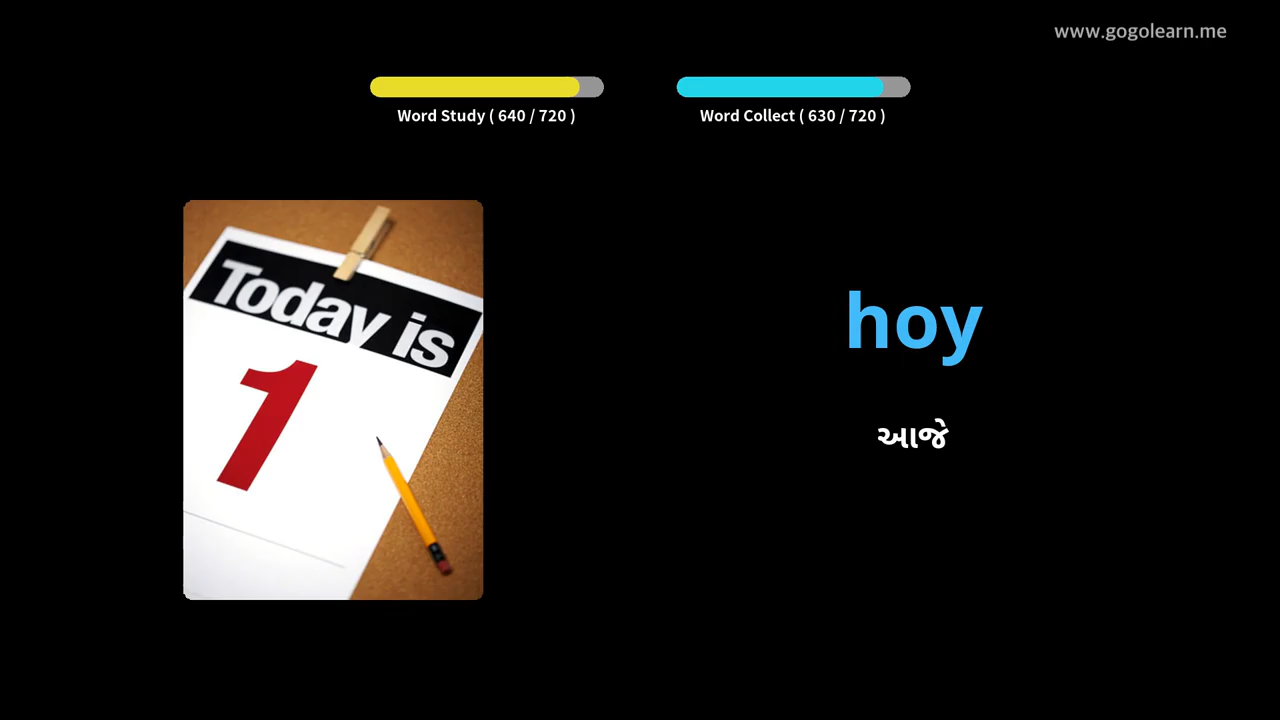 www.gogolearn.me
Word Study ( 640 / 720 )
Word Collect ( 630 / 720 )
Today is
1
hoy
આજે